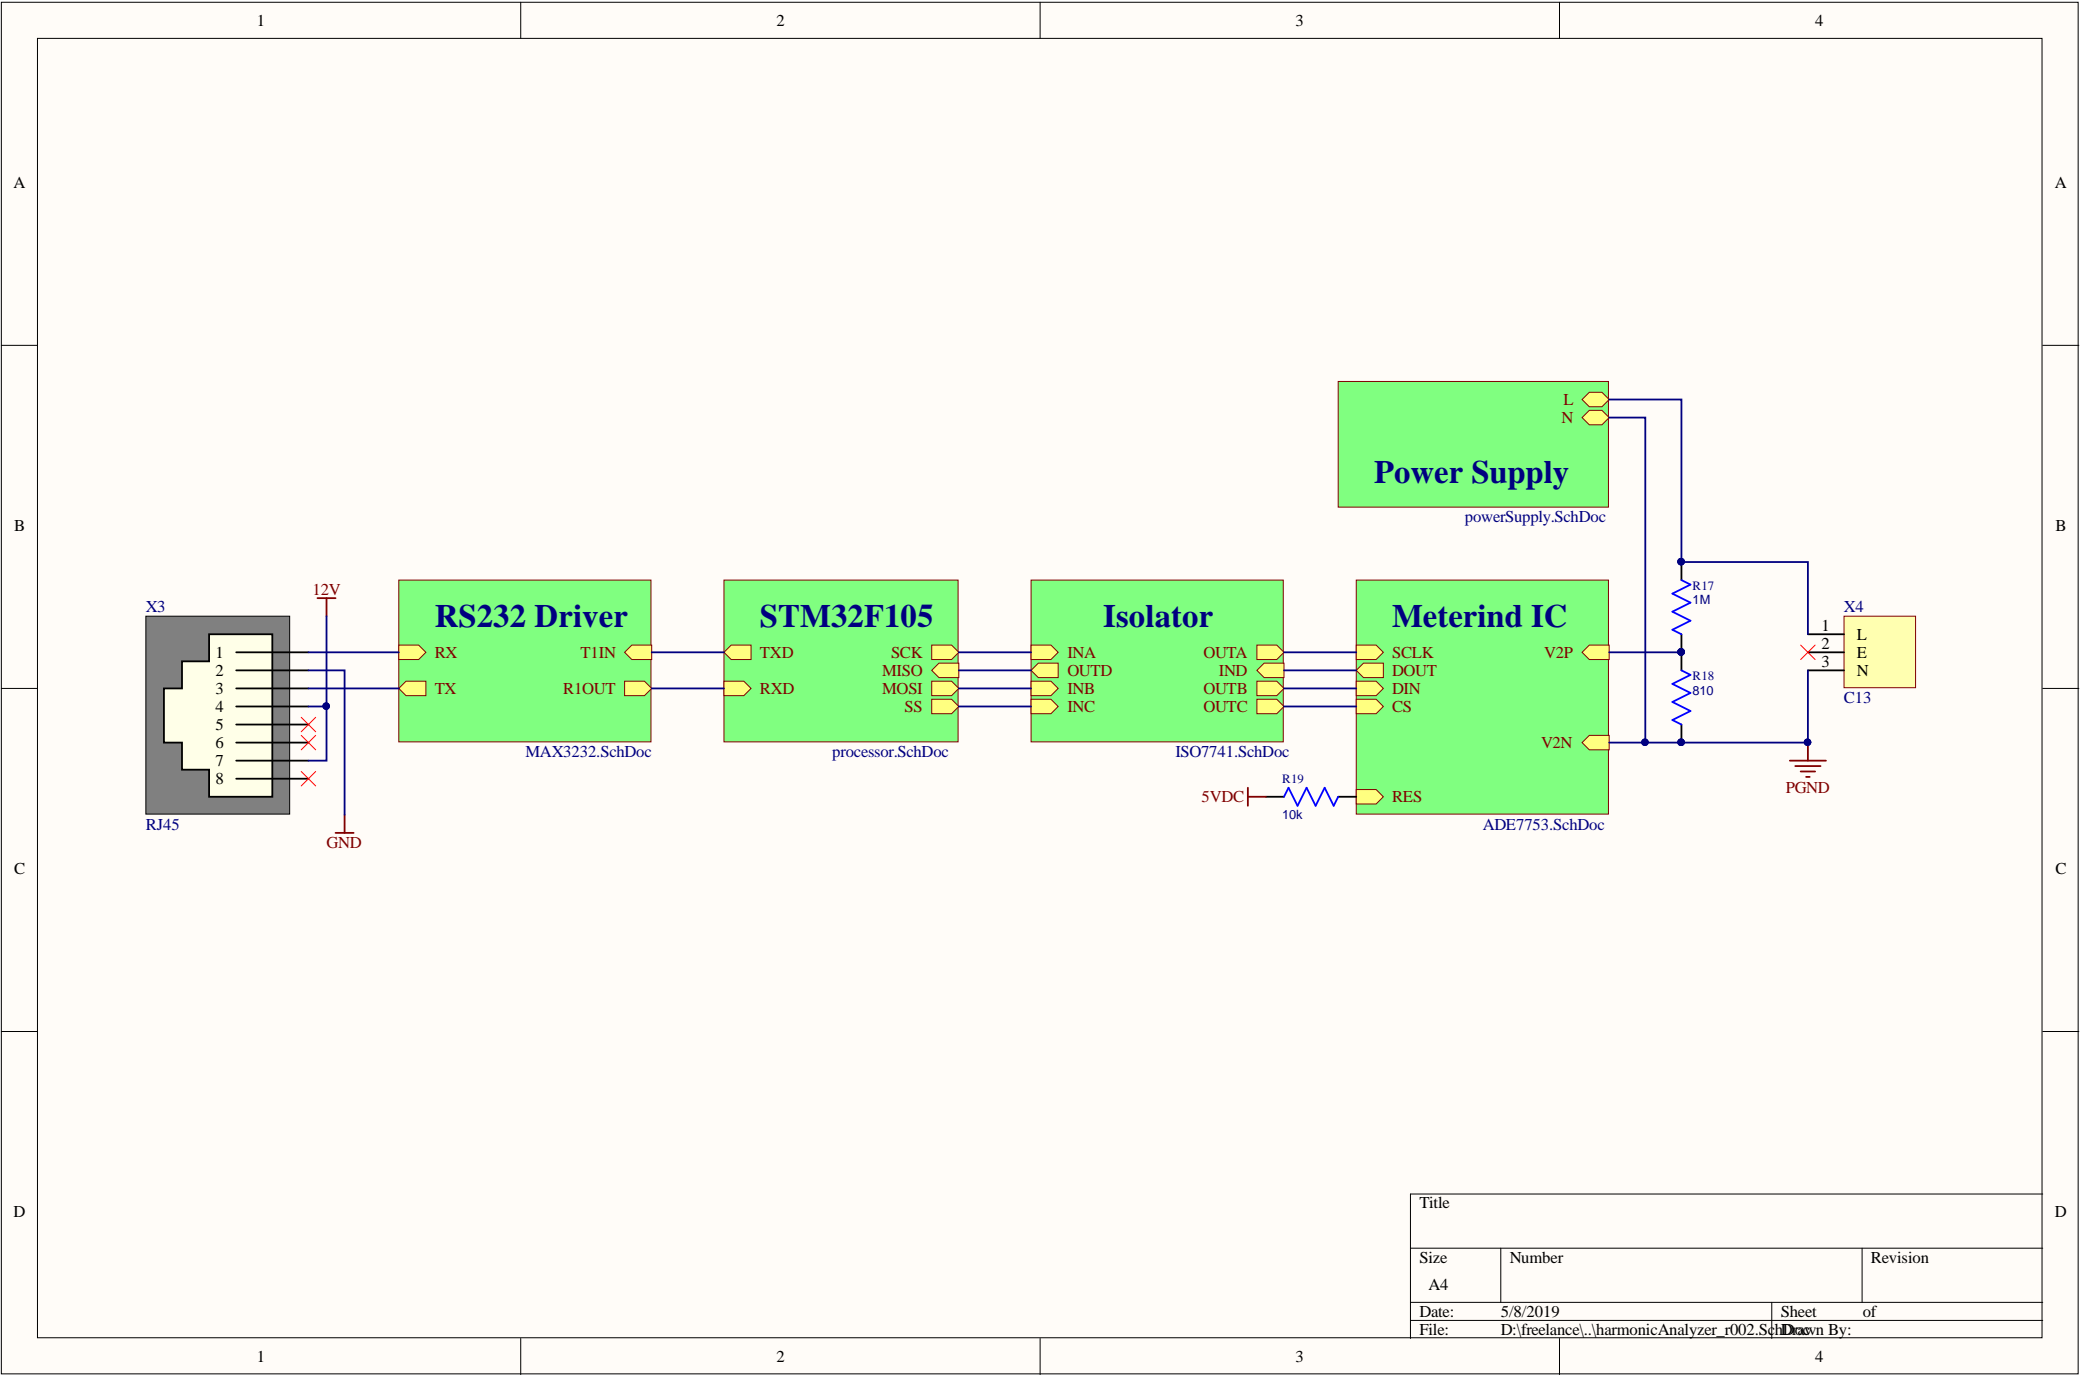 1 2 3 4
A A
L
N
Power Supply
powerSupply.SchDoc
B B
12V
X3
RS232 Driver
STM32F105
Isolator
Meterind IC
R17
1M
X4
1 RX T1IN TXD SCK INA OUTA SCLK V2P 1 L
2 MISO OUTD IND DOUT 2 E
3 TX R1OUT RXD MOSI INB OUTB DIN R18 3 N
4 SS INC OUTC CS 810 C13
5
6 V2N
7 MAX3232.SchDoc processor.SchDoc ISO7741.SchDoc
8 R19
5VDC RES PGND
10k
RJ45 ADE7753.SchDoc
GND
C C
D D
Title
Size Number Revision
A4
Date: 5/8/2019 Sheet of
File: D:\freelance\..\harmonicAnalyzer_r002.SchDoc Drawn By:
1 2 3 4